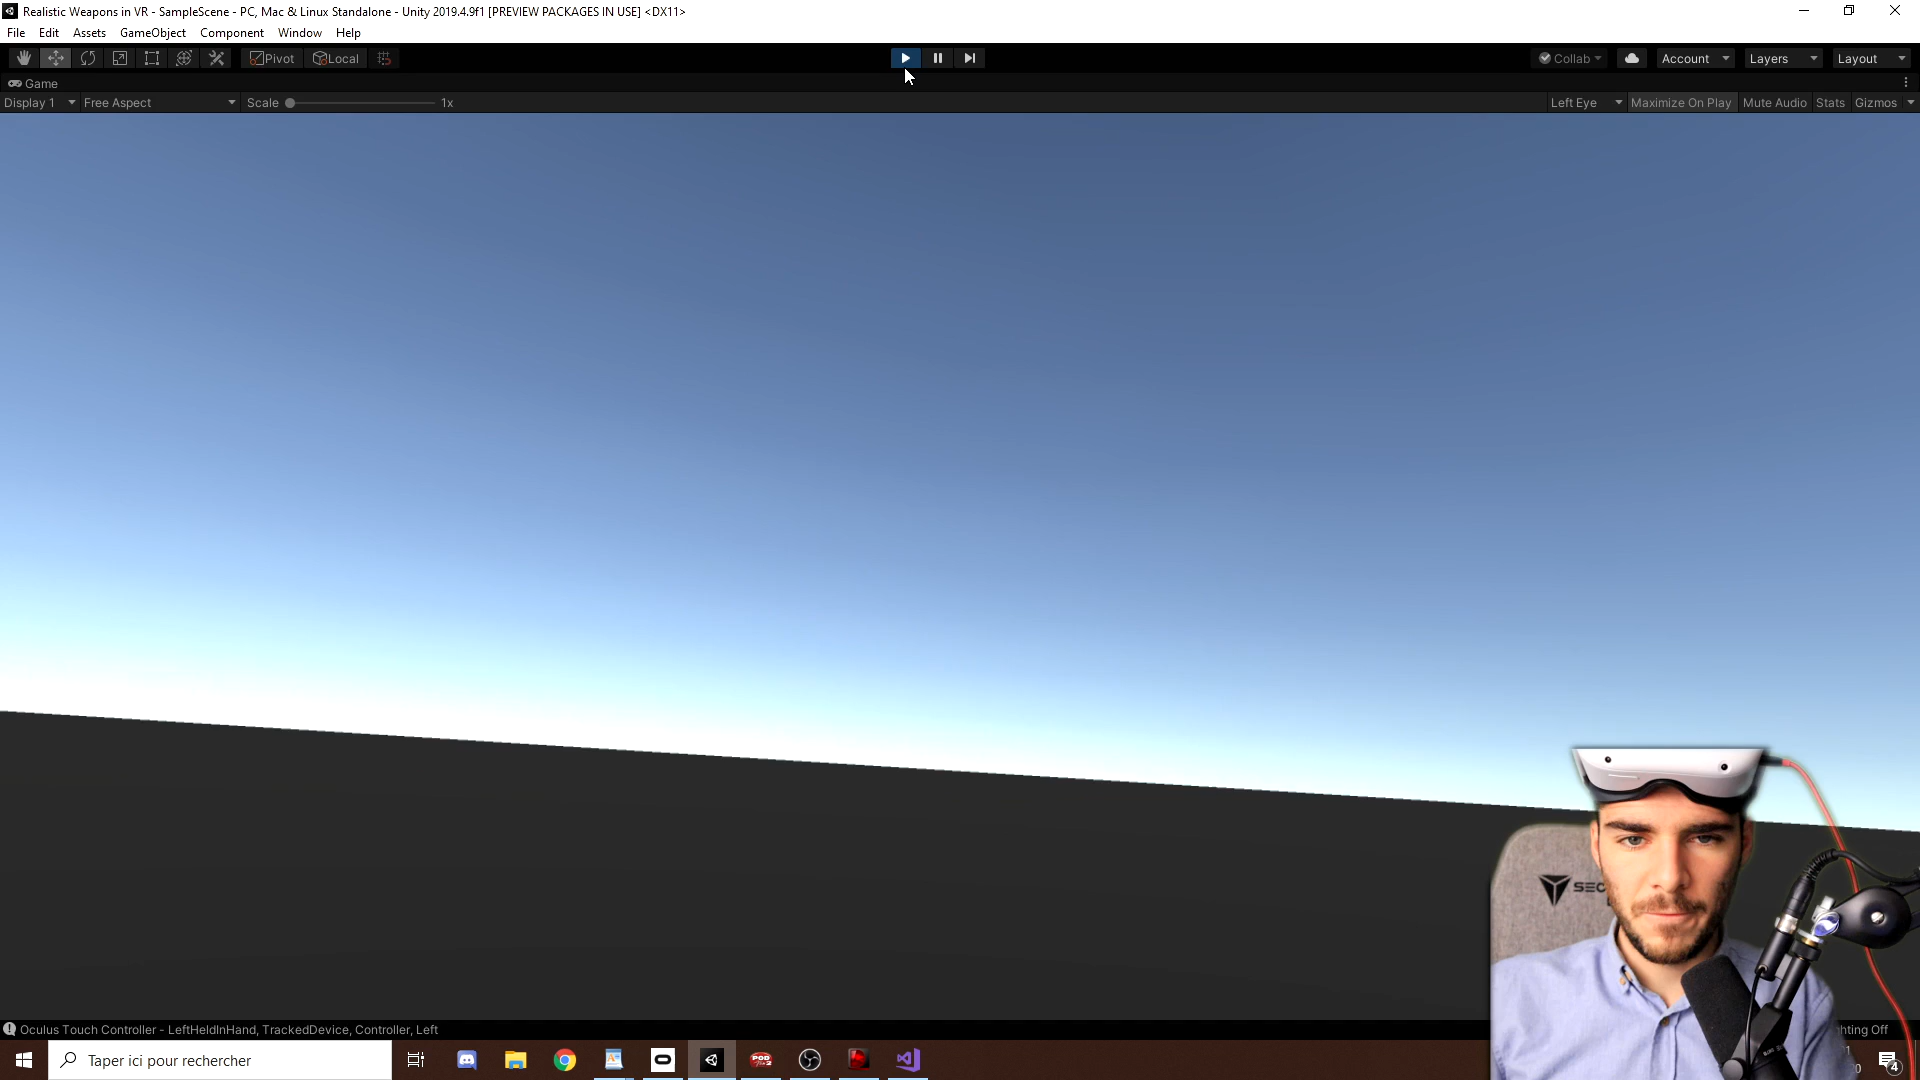 Realistic Weapons in VR - SampleScene - PC, Mac & Linux Standalone - Unity 2019.4.9f1 [PREVIEW PACKAGES IN USE] <DX11>
File Edit Assets GameObject Component Window Help
Pivot Local Collab Account Layers Layout
Game
Display 1 Free Aspect Scale 1x Left Eye Maximize On Play Mute Audio Stats Gizmos
SEC
Oculus Touch Controller - LeftHeldInHand, TrackedDevice, Controller, Left
hting Off
Taper ici pour rechercher
POD
4